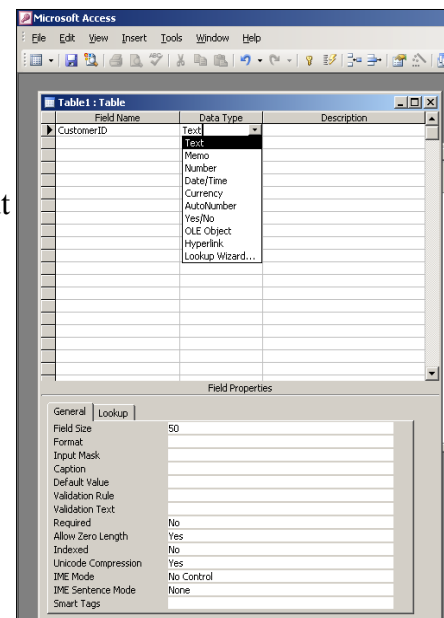 Microsoft Access
File Edit View Insert Tools Window Help
Table1 : Table
Field Name Data Type Description
CustomerID Text
Text
Memo
Number
Date/Time
Currency
AutoNumber
Yes/No
OLE Object
Hyperlink
Lookup Wizard...
Field Properties
General Lookup
Field Size 50
Format
Input Mask
Caption
Default Value
Validation Rule
Validation Text
Required No
Allow Zero Length Yes
Indexed No
Unicode Compression Yes
IME Mode No Control
IME Sentence Mode None
Smart Tags